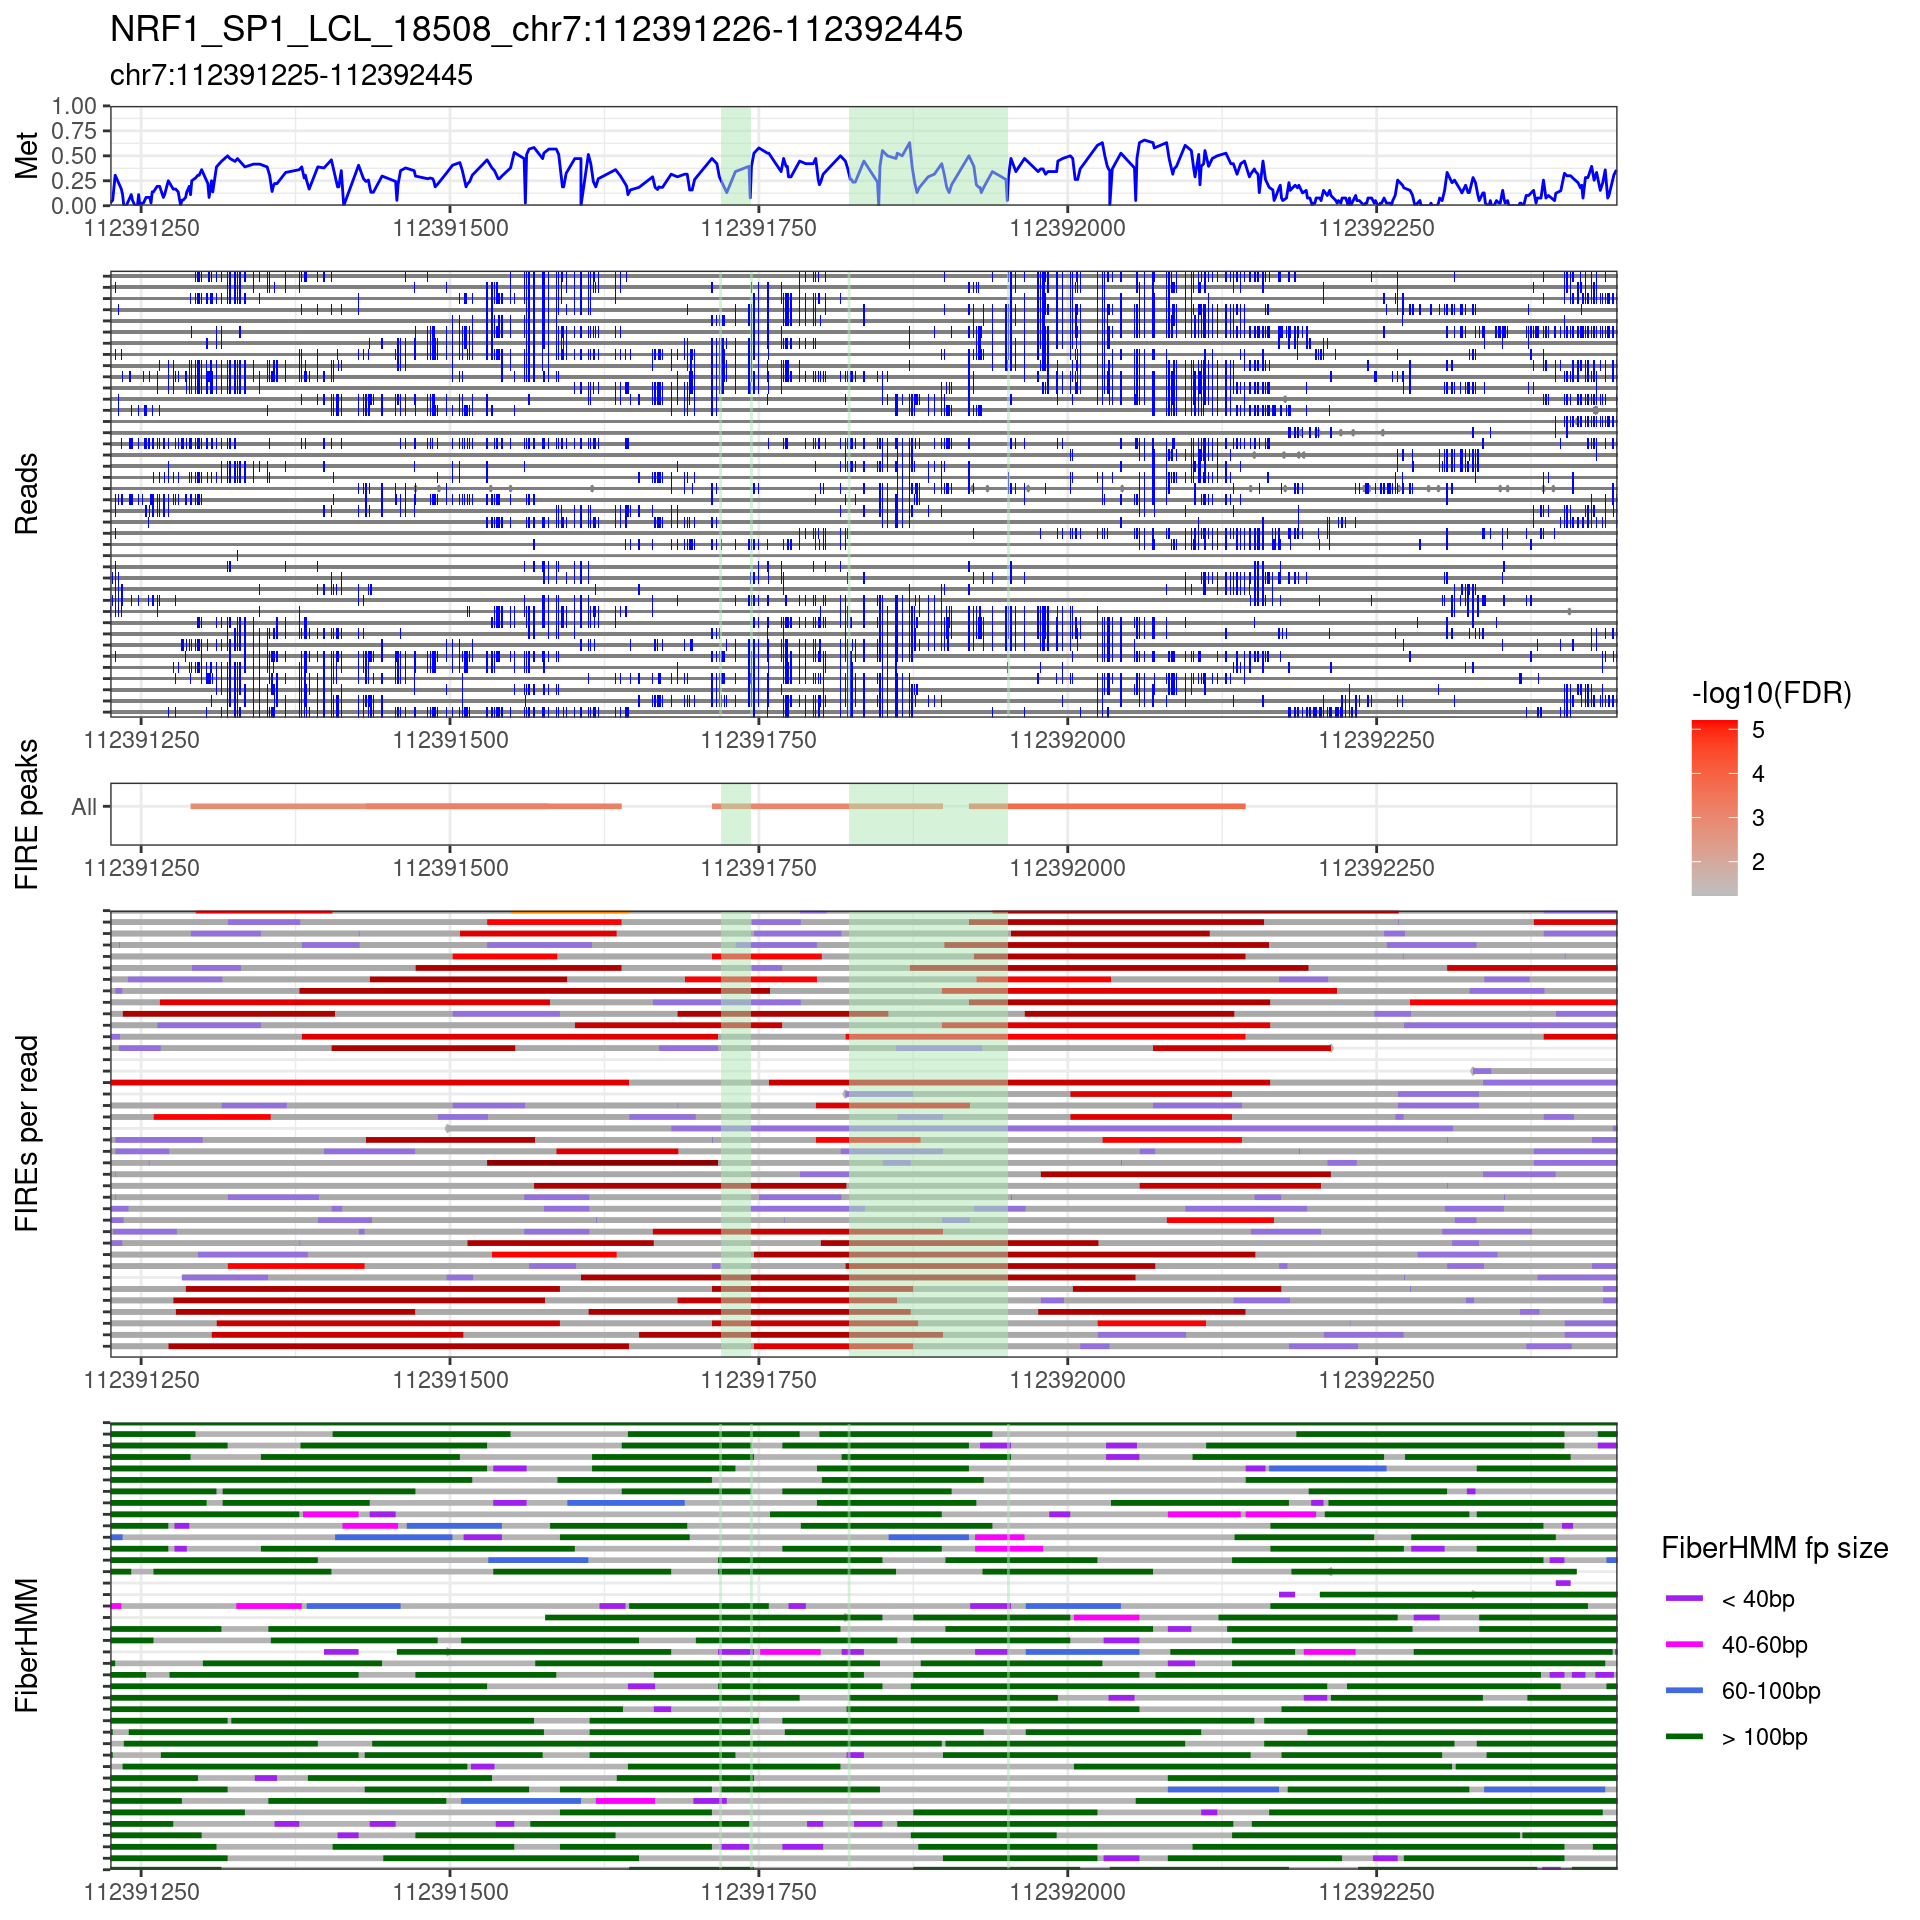 NRF1_SP1_LCL_18508_chr7:112391226-112392445
chr7:112391225-112392445
Met
1.00
0.75
0.50
0.25
0.00
112391250 112391500 112391750 112392000 112392250
Reads
112391250 112391500 112391750 112392000 112392250
FIRE peaks
All
112391250 112391500 112391750 112392000 112392250
-log10(FDR)
5
4
3
2
FIREs per read
112391250 112391500 112391750 112392000 112392250
FiberHMM
112391250 112391500 112391750 112392000 112392250
FiberHMM fp size
< 40bp
40-60bp
60-100bp
> 100bp